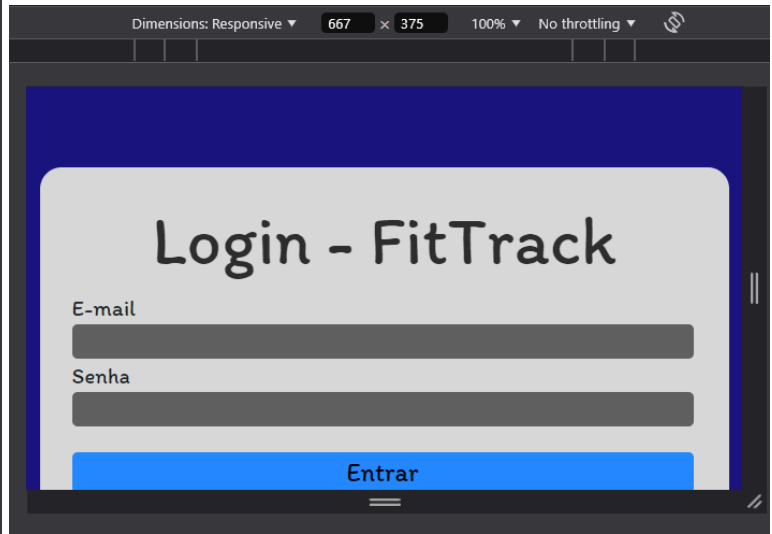 Dimensions: Responsive ▼ 667 × 375 100% ▼ No throttling ▼
Login - FitTrack
E-mail
Senha
Entrar